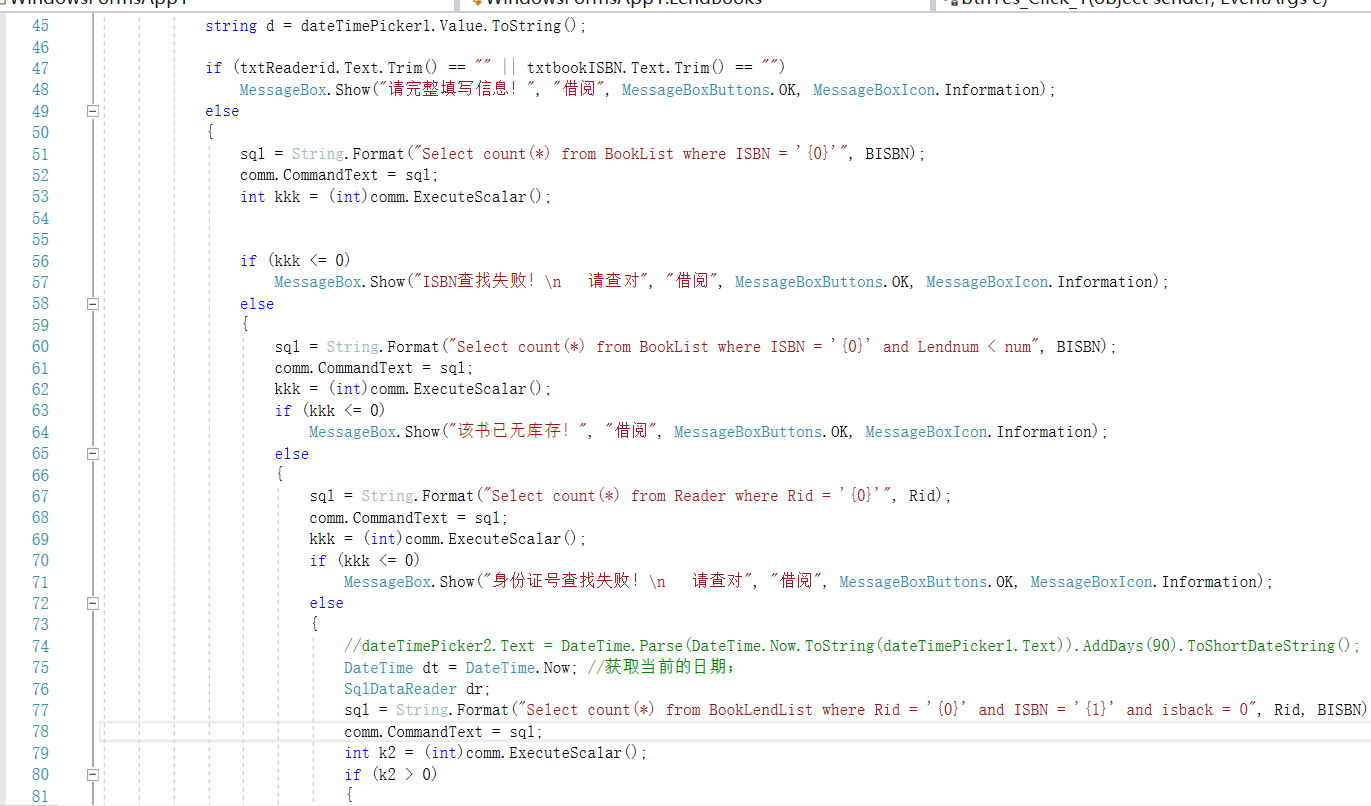 WindowsFormsApp1 WindowsFormsApp1.LendBooks btnYes_Click_1(object sender, EventArgs e)
45 string d = dateTimePicker1.Value.ToString();
46
47 if (txtReaderid.Text.Trim() == "" || txtbookISBN.Text.Trim() == "")
48 MessageBox.Show("请完整填写信息！", "借阅", MessageBoxButtons.OK, MessageBoxIcon.Information);
49 else
50 {
51 sql = String.Format("Select count(*) from BookList where ISBN = '{0}'", BISBN);
52 comm.CommandText = sql;
53 int kkk = (int)comm.ExecuteScalar();
54
55
56 if (kkk <= 0)
57 MessageBox.Show("ISBN查找失败！\n   请查对", "借阅", MessageBoxButtons.OK, MessageBoxIcon.Information);
58 else
59 {
60 sql = String.Format("Select count(*) from BookList where ISBN = '{0}' and Lendnum < num", BISBN);
61 comm.CommandText = sql;
62 kkk = (int)comm.ExecuteScalar();
63 if (kkk <= 0)
64 MessageBox.Show("该书已无库存！", "借阅", MessageBoxButtons.OK, MessageBoxIcon.Information);
65 else
66 {
67 sql = String.Format("Select count(*) from Reader where Rid = '{0}'", Rid);
68 comm.CommandText = sql;
69 kkk = (int)comm.ExecuteScalar();
70 if (kkk <= 0)
71 MessageBox.Show("身份证号查找失败！\n   请查对", "借阅", MessageBoxButtons.OK, MessageBoxIcon.Information);
72 else
73 {
74 //dateTimePicker2.Text = DateTime.Parse(DateTime.Now.ToString(dateTimePicker1.Text)).AddDays(90).ToShortDateString();
75 DateTime dt = DateTime.Now; //获取当前的日期;
76 SqlDataReader dr;
77 sql = String.Format("Select count(*) from BookLendList where Rid = '{0}' and ISBN = '{1}' and isback = 0", Rid, BISBN)
78 comm.CommandText = sql;
79 int k2 = (int)comm.ExecuteScalar();
80 if (k2 > 0)
81 {